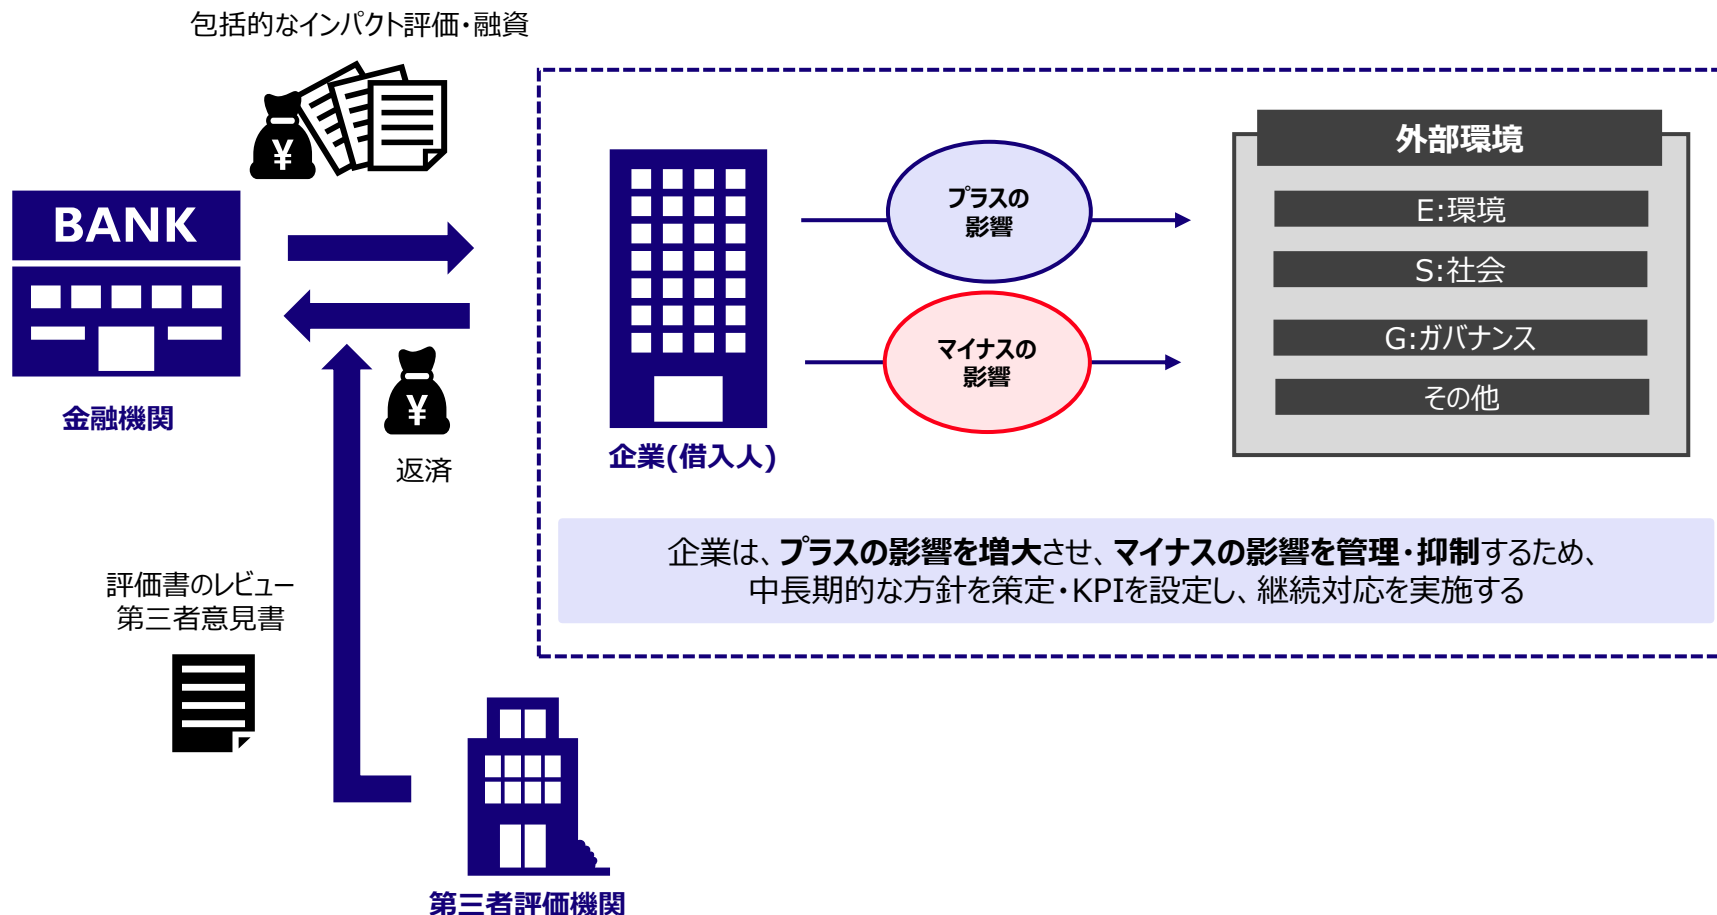 包括的なインパクト評価・融資
¥
BANK
金融機関
¥
返済
評価書のレビュー
第三者意見書
第三者評価機関
企業(借入人)
プラスの
影響
マイナスの
影響
外部環境
E:環境
S:社会
G:ガバナンス
その他
企業は、プラスの影響を増大させ、マイナスの影響を管理・抑制するため、
中長期的な方針を策定・KPIを設定し、継続対応を実施する